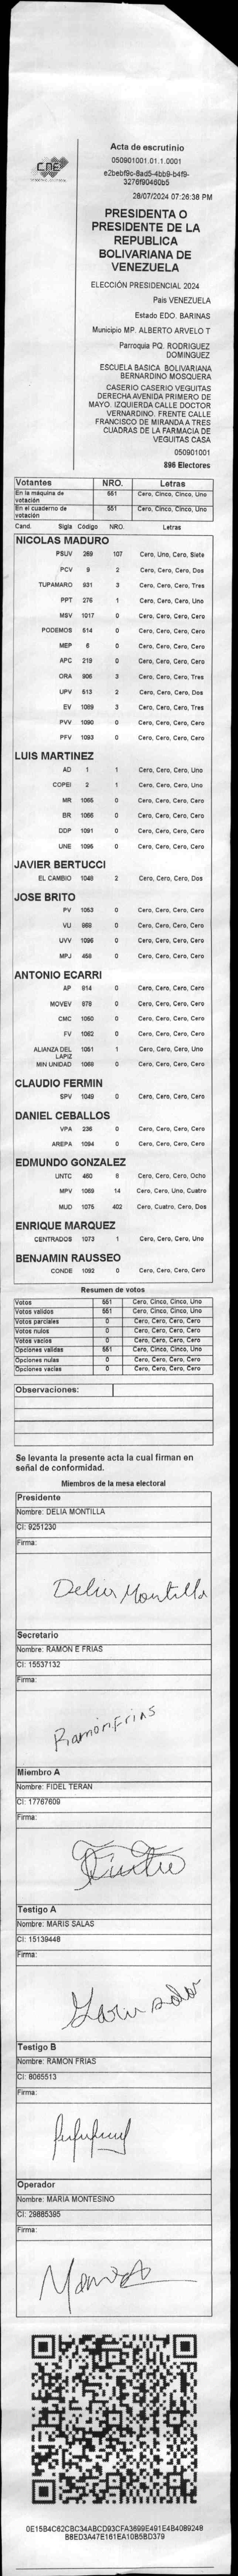 CNE
Acta de escrutinio
050901001.01.1.0001
28/07/2024 07:26:38 PM
PRESIDENTA O
PRESIDENTE DE LA
REPUBLICA
BOLIVARIANA DE
VENEZUELA
ELECCIÓN PRESIDENCIAL 2024
Pais VENEZUELA
Estado EDO. BARINAS
Municipio MP. ALBERTO ARVELO T
Parroquia PQ. RODRIGUEZ
DOMINGUEZ
ESCUELA BASICA BOLIVARIANA
BERNARDINO MOSQUERA
CASERIO CASERIO VEGUITAS
DERECHA AVENIDA PRIMERO DE
MAYO. IZQUIERDA CALLE DOCTOR
VERNARDINO. FRENTE CALLE
FRANCISCO DE MIRANDA A TRES
CUADRAS DE LA FARMACIA DE
VEGUITAS CASA
050901001
896 Electores
Votantes NRO. Letras
En la máquina de votación 551 Cero, Cinco, Cinco, Uno
En el cuaderno de votación 551 Cero, Cinco, Cinco, Uno
Cand. Sigla Código NRO. Letras
NICOLAS MADURO
PSUV 269 107 Cero, Uno, Cero, Siete
PCV 9 2 Cero, Cero, Cero, Dos
TUPAMARO 931 3 Cero, Cero, Cero, Tres
PPT 276 1 Cero, Cero, Cero, Uno
MSV 1017 0 Cero, Cero, Cero, Cero
PODEMOS 514 0 Cero, Cero, Cero, Cero
MEP 6 0 Cero, Cero, Cero, Cero
APC 219 0 Cero, Cero, Cero, Cero
ORA 906 3 Cero, Cero, Cero, Tres
UPV 513 2 Cero, Cero, Cero, Dos
EV 1089 3 Cero, Cero, Cero, Tres
PVV 1090 0 Cero, Cero, Cero, Cero
PFV 1093 0 Cero, Cero, Cero, Cero
LUIS MARTINEZ
AD 1 1 Cero, Cero, Cero, Uno
COPEI 2 1 Cero, Cero, Cero, Uno
MR 1065 0 Cero, Cero, Cero, Cero
BR 1066 0 Cero, Cero, Cero, Cero
DDP 1091 0 Cero, Cero, Cero, Cero
UNE 1095 0 Cero, Cero, Cero, Cero
JAVIER BERTUCCI
EL CAMBIO 1048 2 Cero, Cero, Cero, Dos
JOSE BRITO
PV 1053 0 Cero, Cero, Cero, Cero
VU 969 0 Cero, Cero, Cero, Cero
UVV 1096 0 Cero, Cero, Cero, Cero
MPJ 458 0 Cero, Cero, Cero, Cero
ANTONIO ECARRI
AP 914 0 Cero, Cero, Cero, Cero
MOVEV 978 0 Cero, Cero, Cero, Cero
CMC 1050 0 Cero, Cero, Cero, Cero
FV 1062 0 Cero, Cero, Cero, Cero
ALIANZA DEL LAPIZ 1051 1 Cero, Cero, Cero, Uno
MIN UNIDAD 1068 0 Cero, Cero, Cero, Cero
CLAUDIO FERMIN
SPV 1049 0 Cero, Cero, Cero, Cero
DANIEL CEBALLOS
VPA 236 0 Cero, Cero, Cero, Cero
AREPA 1094 0 Cero, Cero, Cero, Cero
EDMUNDO GONZALEZ
UNTC 460 8 Cero, Cero, Cero, Ocho
MPV 1069 14 Cero, Cero, Uno, Cuatro
MUD 1075 402 Cero, Cuatro, Cero, Dos
ENRIQUE MARQUEZ
CENTRADOS 1073 1 Cero, Cero, Cero, Uno
BENJAMIN RAUSSEO
CONDE 1092 0 Cero, Cero, Cero, Cero
Resumen de votos
Votos 551 Cero, Cinco, Cinco, Uno
Votos validos 551 Cero, Cinco, Cinco, Uno
Votos parciales 0 Cero, Cero, Cero, Cero
Votos nulos 0 Cero, Cero, Cero, Cero
Votos vacios 0 Cero, Cero, Cero, Cero
Opciones validas 551 Cero, Cinco, Cinco, Uno
Opciones nulas 0 Cero, Cero, Cero, Cero
Opciones vacias 0 Cero, Cero, Cero, Cero
Observaciones:
Se levanta la presente acta la cual firman en
señal de conformidad.
Miembros de la mesa electoral
Presidente
Nombre: DELIA MONTILLA
CI: 9251230
Firma:
Delia Montilla
Secretario
Nombre: RAMON E FRIAS
CI: 15537132
Firma:
Ramón Frias
Miembro A
Nombre: FIDEL TERAN
CI: 17767609
Firma:
Testigo A
Nombre: MARIS SALAS
CI: 15139448
Firma:
Testigo B
Nombre: RAMON FRIAS
CI: 8065513
Firma:
Operador
Nombre: MARIA MONTESINO
CI: 29885395
Firma:
0E15B4C62CBC34ABCD93CFA3699E491E4B4089248
B8ED3A47E161EA10B5BD379